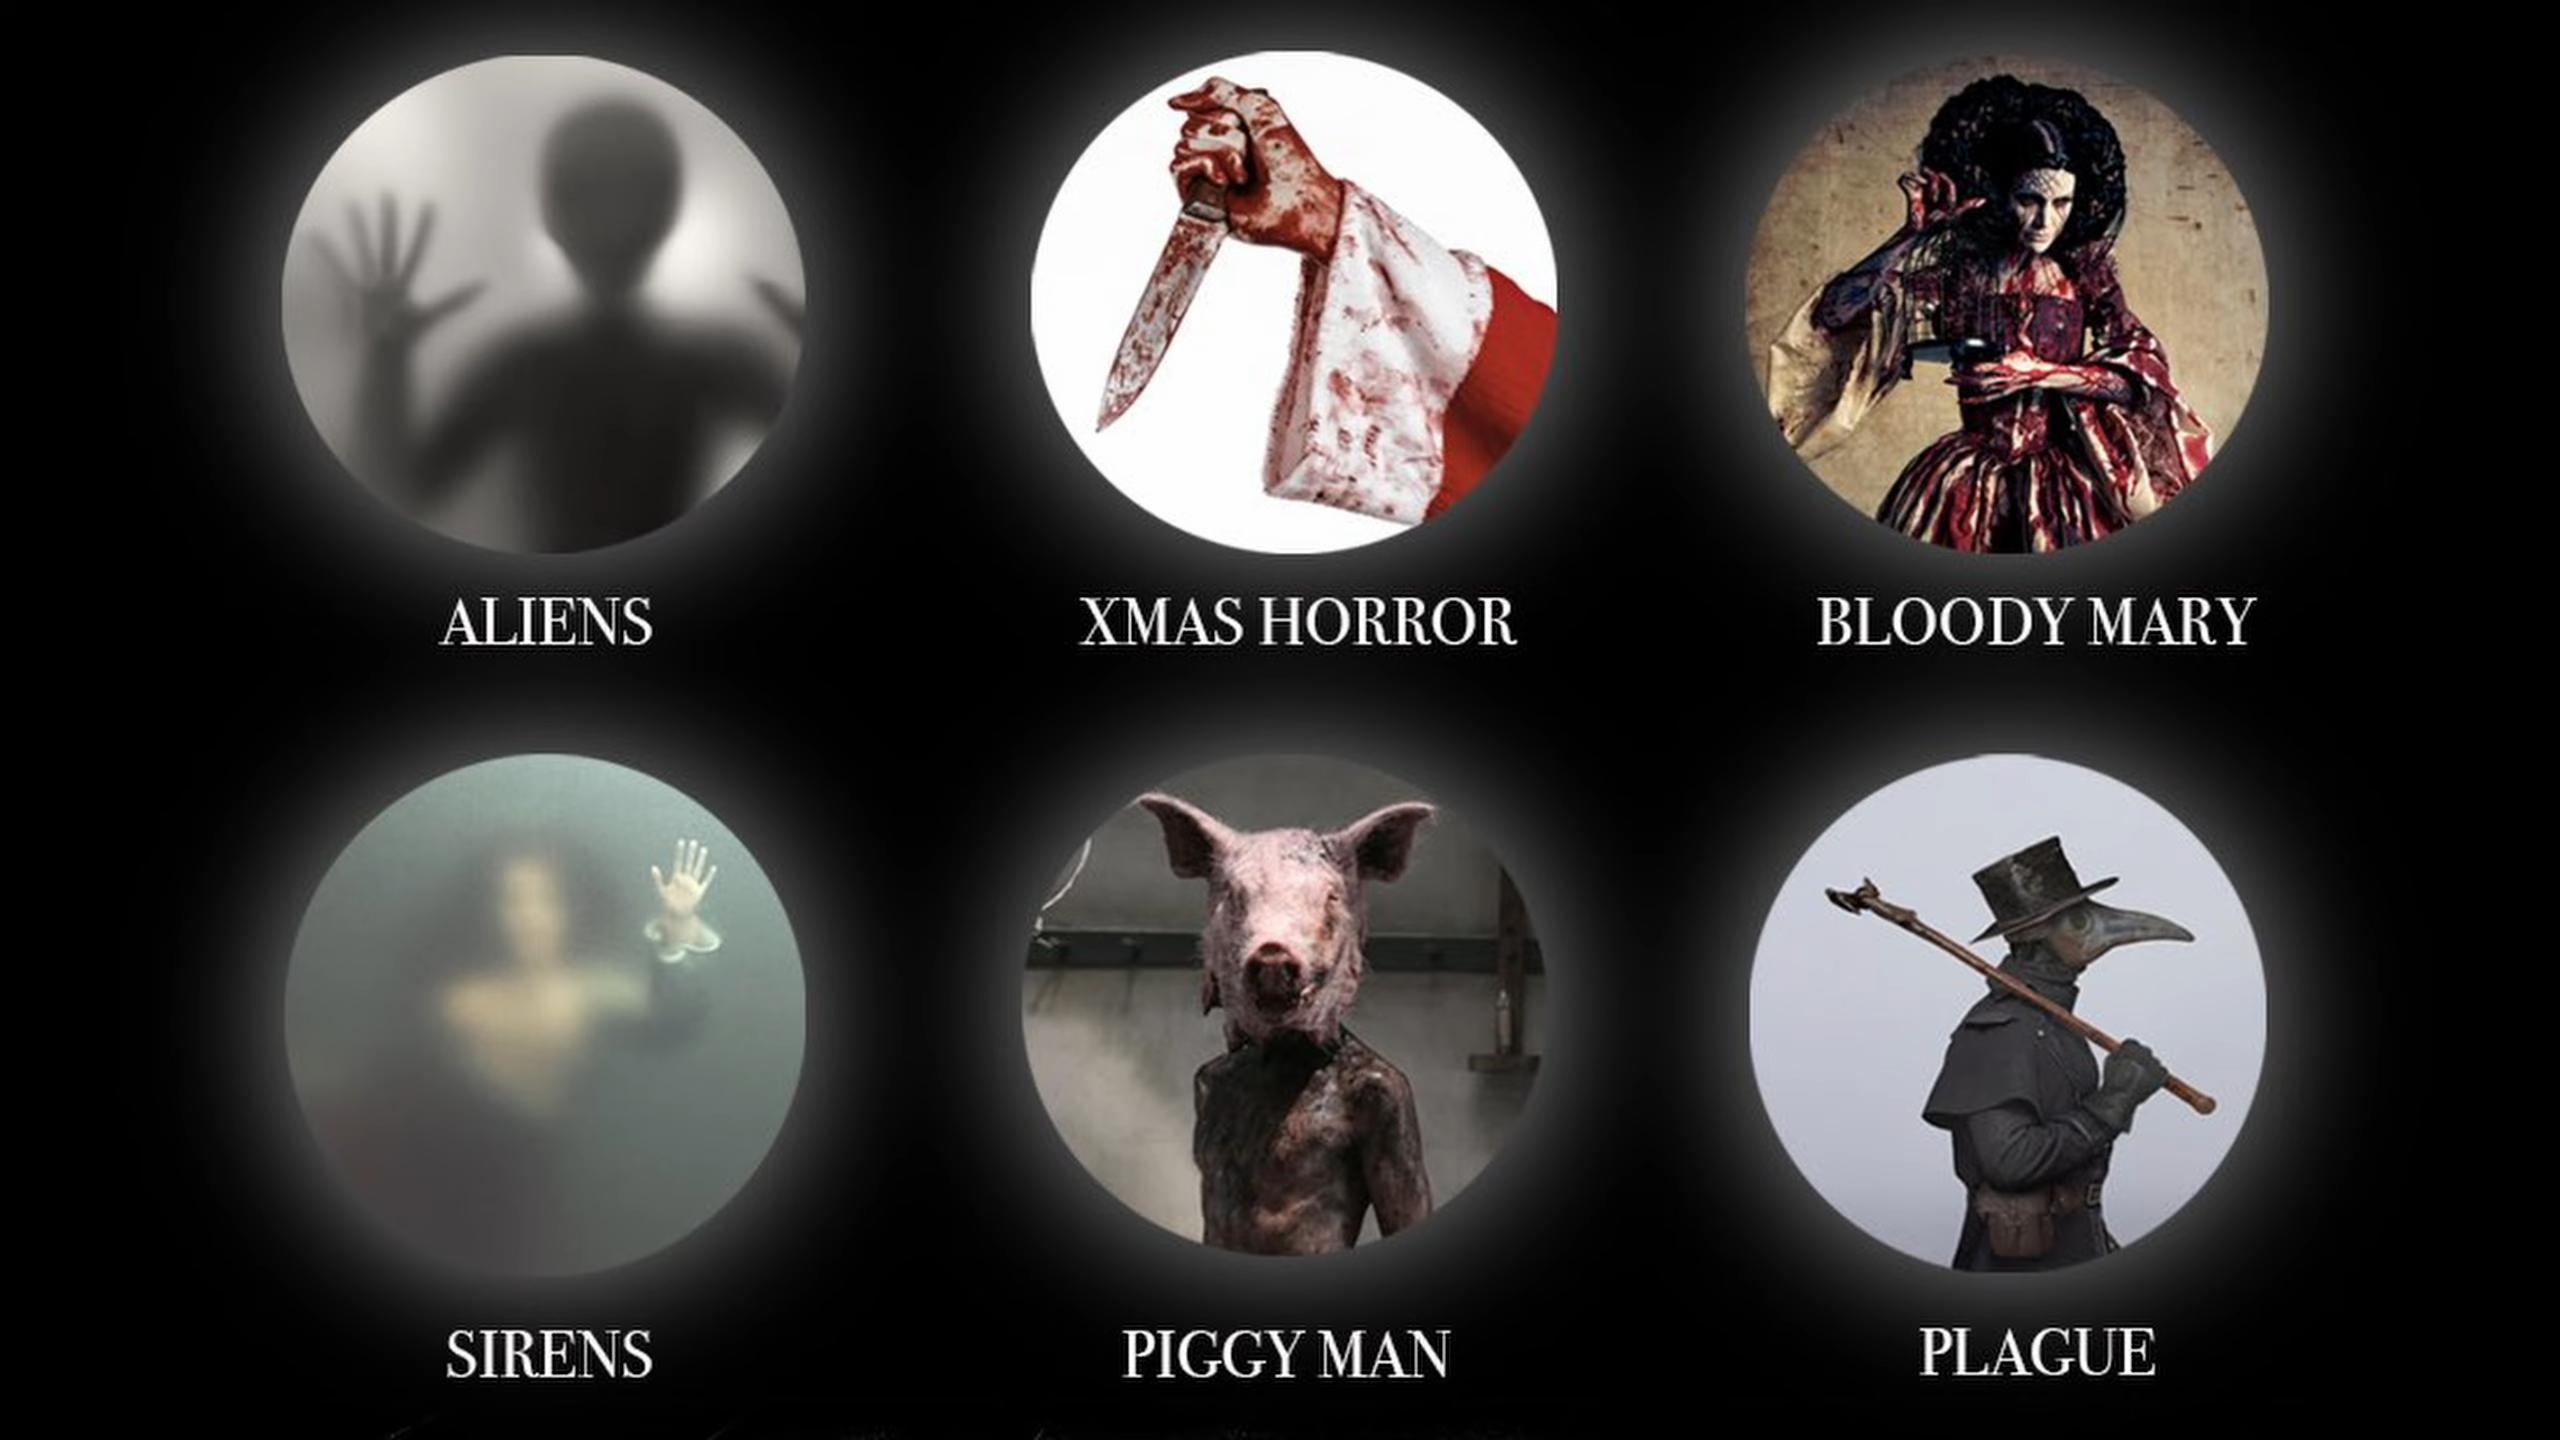 ALIENS
XMAS HORROR
BLOODY MARY
SIRENS
PIGGY MAN
PLAGUE